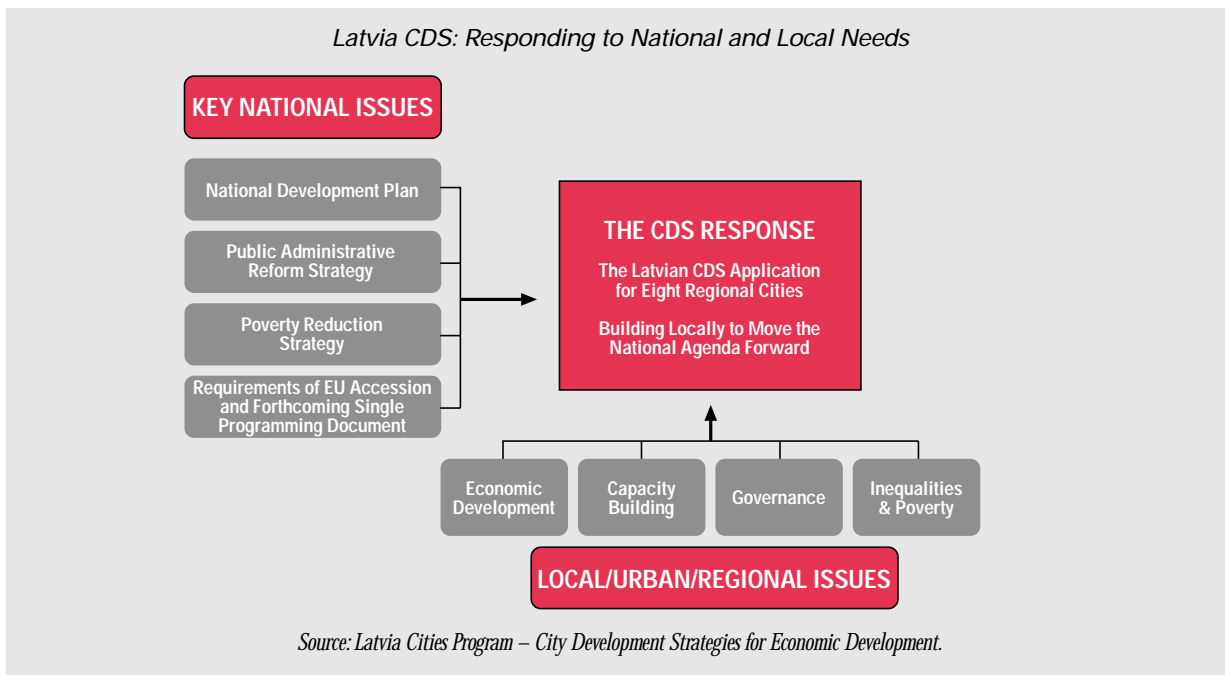 Latvia CDS: Responding to National and Local Needs
KEY NATIONAL ISSUES
National Development Plan
Public Administrative
Reform Strategy
Poverty Reduction
Strategy
Requirements of EU Accession
and Forthcoming Single
Programming Document
THE CDS RESPONSE
The Latvian CDS Application
for Eight Regional Cities
Building Locally to Move the
National Agenda Forward
Economic
Development
Capacity
Building
Governance
Inequalities
& Poverty
LOCAL/URBAN/REGIONAL ISSUES
Source: Latvia Cities Program – City Development Strategies for Economic Development.